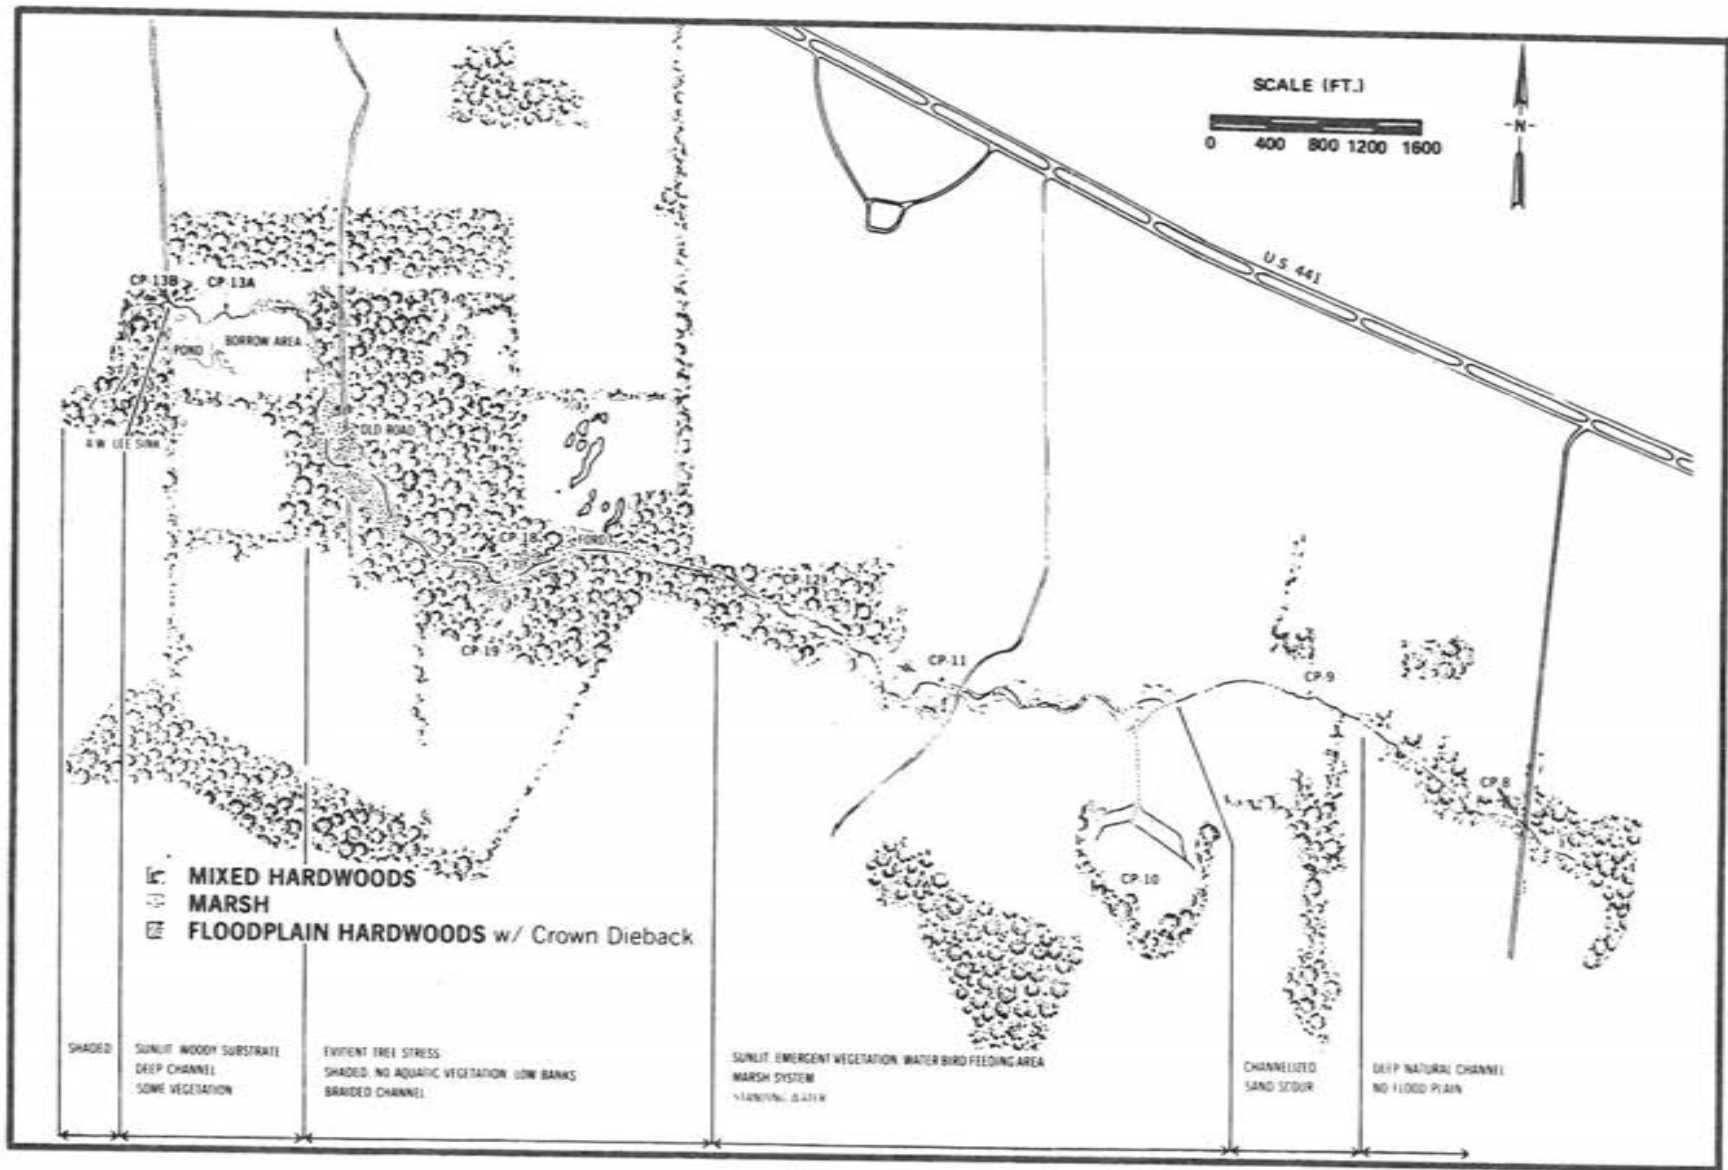 SCALE (FT.)
0 400 800 1200 1600
-N-
U.S. 441
CP-13B CP-13A
POND
BORROW AREA
A.W. LEE SINK
OLD ROAD
CP-18
FORD
CP-12
CP-19
CP-11
CP-9
CP-8
CP-10
MIXED HARDWOODS
MARSH
FLOODPLAIN HARDWOODS w/ Crown Dieback
SHADED
SUNLIT WOODY SUBSTRATE
DEEP CHANNEL
SOME VEGETATION
EVIDENT TREE STRESS
SHADED, NO AQUATIC VEGETATION, LOW BANKS
BRAIDED CHANNEL
SUNLIT, EMERGENT VEGETATION, WATER BIRD FEEDING AREA
MARSH SYSTEM
STANDING WATER
CHANNELIZED
SAND SCOUR
DEEP NATURAL CHANNEL
NO FLOOD PLAIN